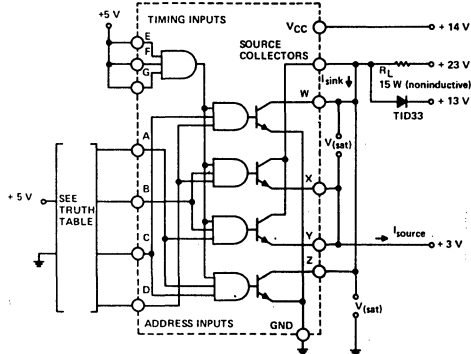 +5 V
TIMING INPUTS
E
F
G
VCC
+ 14 V
SOURCE
COLLECTORS
+ 23 V
Isink
RL
15 W (noninductive)
+ 13 V
TID33
W
A
V(sat)
+ 5 V
SEE
TRUTH
TABLE
B
X
C
Y
Isource
+ 3 V
Z
D
V(sat)
ADDRESS INPUTS
GND